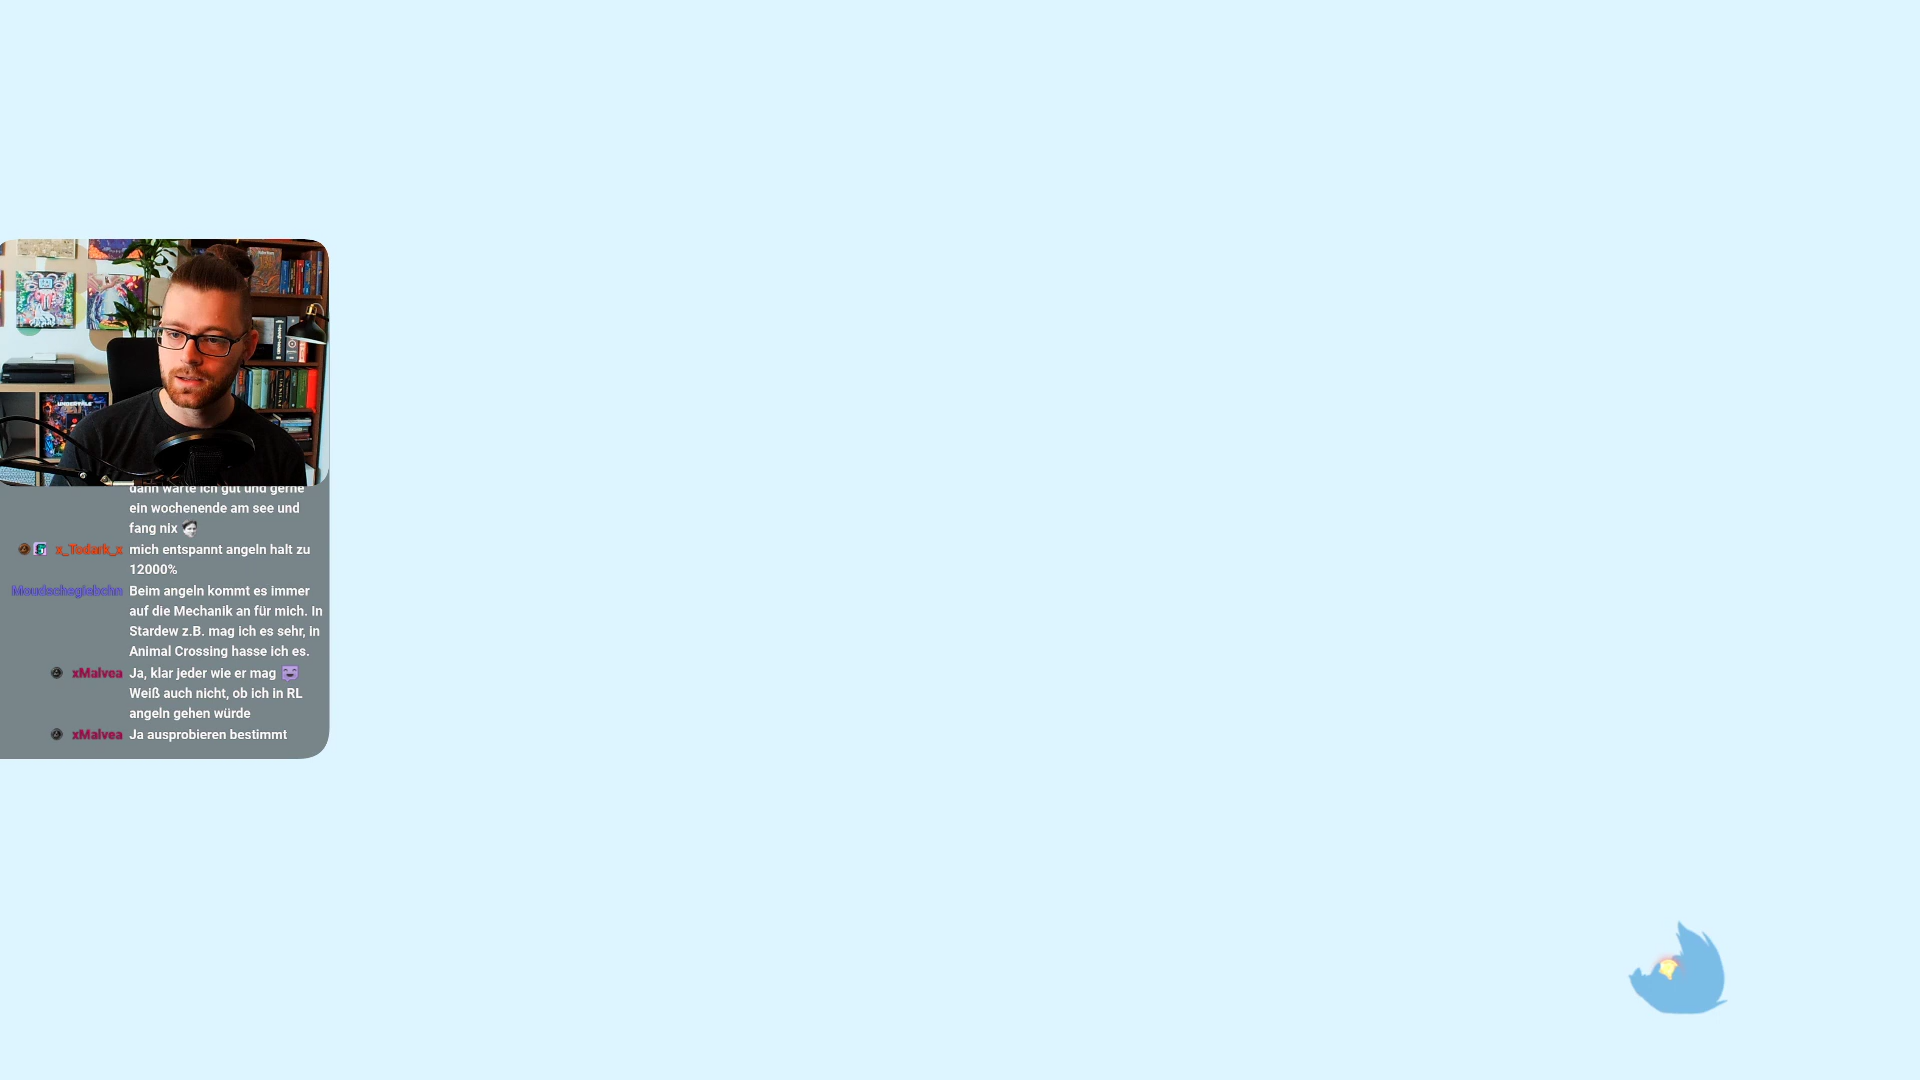 UNDERTALE
dann warte ich gut und gerne
ein wochenende am see und
fang nix
x_Todark_x mich entspannt angeln halt zu
12000%
Moudschegiebchn Beim angeln kommt es immer
auf die Mechanik an für mich. In
Stardew z.B. mag ich es sehr, in
Animal Crossing hasse ich es.
xMalvea Ja, klar jeder wie er mag
Weiß auch nicht, ob ich in RL
angeln gehen würde
xMalvea Ja ausprobieren bestimmt